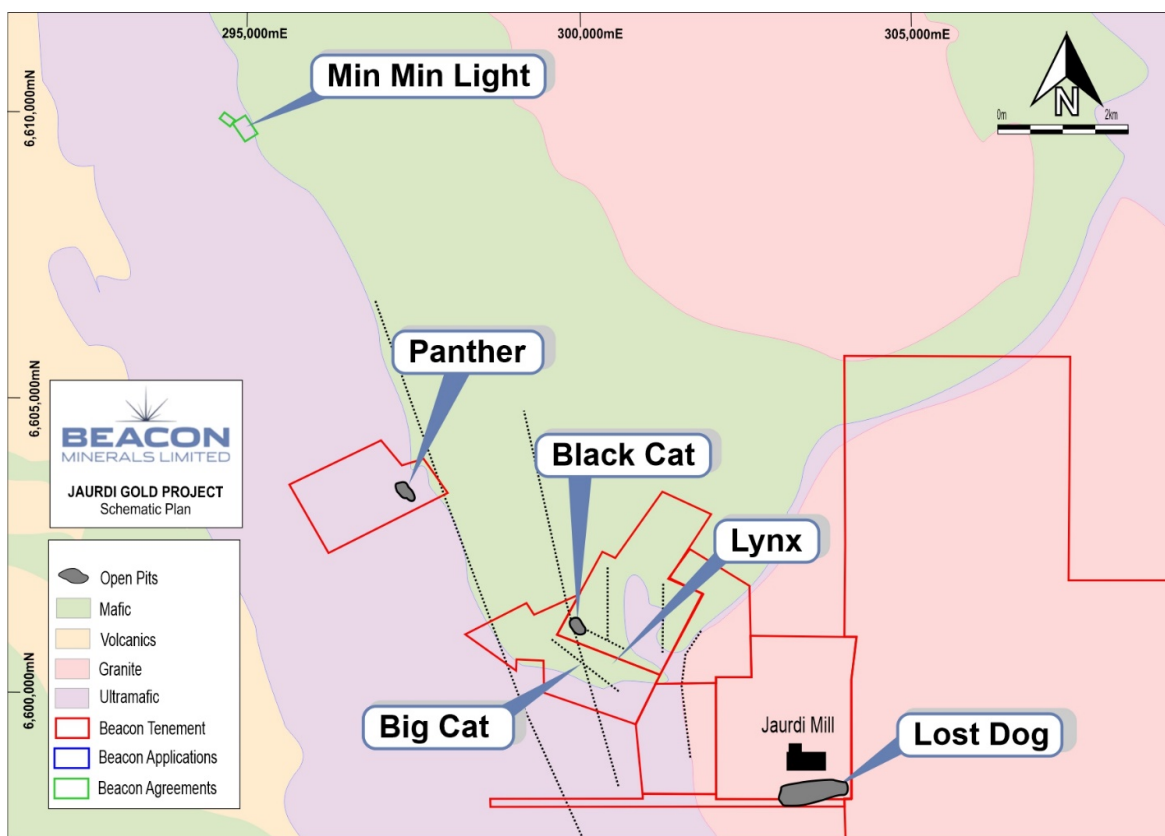 295,000mE
300,000mE
305,000mE
Min Min Light
6,610,000mN
N
0m
2km
Panther
6,605,000mN
BEACON
MINERALS LIMITED
JAURDI GOLD PROJECT
Schematic Plan
Black Cat
Lynx
Open Pits
Mafic
Volcanics
Granite
Ultramafic
Beacon Tenement
Beacon Applications
Beacon Agreements
6,600,000mN
Big Cat
Jaurdi Mill
Lost Dog